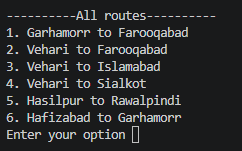 ----------All routes-----------
1. Garhamorr to Farooqabad
2. Vehari to Farooqabad
3. Vehari to Islamabad
4. Vehari to Sialkot
5. Hasilpur to Rawalpindi
6. Hafizabad to Garhamorr
Enter your option